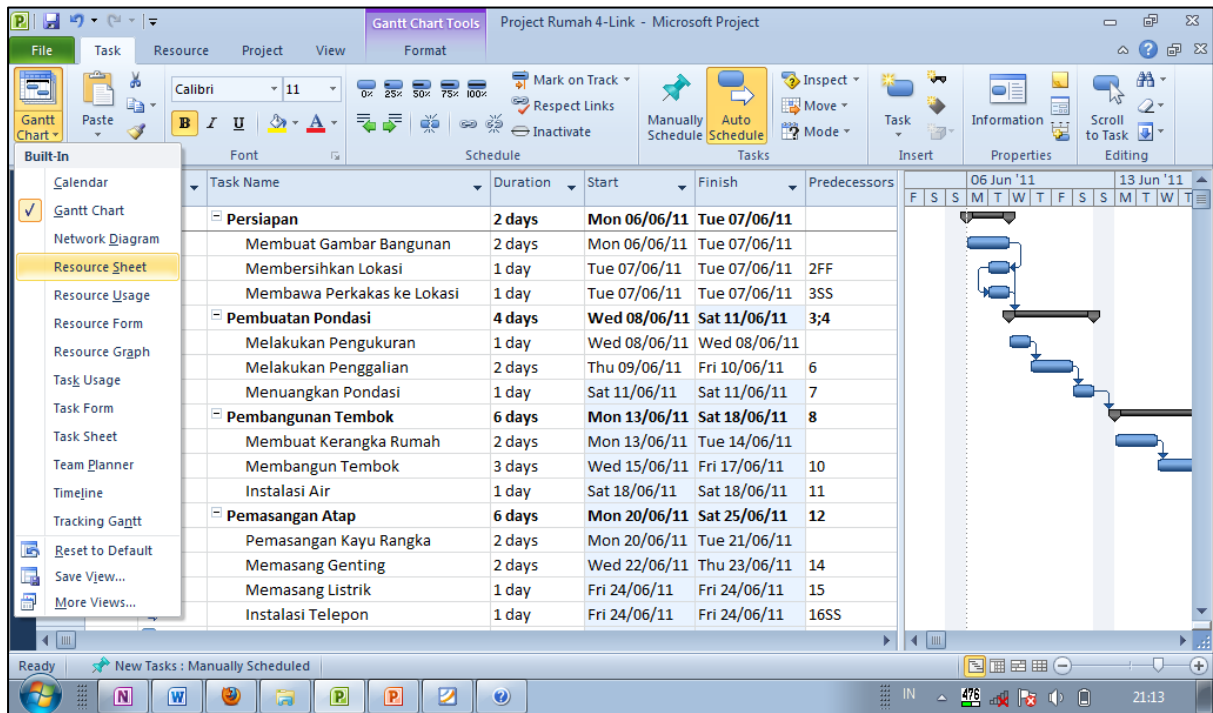 Gantt Chart Tools Project Rumah 4-Link - Microsoft Project
File Task Resource Project View Format
Gantt Chart
Paste
Calibri 11
B I U A
0% 25% 50% 75% 100%
Mark on Track
Respect Links
Inactivate
Manually Schedule
Auto Schedule
Inspect
Move
Mode
Task
Information
Scroll to Task
Font Schedule Tasks Insert Properties Editing
Built-In
Calendar
Gantt Chart
Network Diagram
Resource Sheet
Resource Usage
Resource Form
Resource Graph
Task Usage
Task Form
Task Sheet
Team Planner
Timeline
Tracking Gantt
Reset to Default
Save View...
More Views...
Task Name Duration Start Finish Predecessors
06 Jun '11 13 Jun '11
F S S M T W T F S S M T W T
Persiapan 2 days Mon 06/06/11 Tue 07/06/11
Membuat Gambar Bangunan 2 days Mon 06/06/11 Tue 07/06/11
Membersihkan Lokasi 1 day Tue 07/06/11 Tue 07/06/11 2FF
Membawa Perkakas ke Lokasi 1 day Tue 07/06/11 Tue 07/06/11 3SS
Pembuatan Pondasi 4 days Wed 08/06/11 Sat 11/06/11 3;4
Melakukan Pengukuran 1 day Wed 08/06/11 Wed 08/06/11
Melakukan Penggalian 2 days Thu 09/06/11 Fri 10/06/11 6
Menuangkan Pondasi 1 day Sat 11/06/11 Sat 11/06/11 7
Pembangunan Tembok 6 days Mon 13/06/11 Sat 18/06/11 8
Membuat Kerangka Rumah 2 days Mon 13/06/11 Tue 14/06/11
Membangun Tembok 3 days Wed 15/06/11 Fri 17/06/11 10
Instalasi Air 1 day Sat 18/06/11 Sat 18/06/11 11
Pemasangan Atap 6 days Mon 20/06/11 Sat 25/06/11 12
Pemasangan Kayu Rangka 2 days Mon 20/06/11 Tue 21/06/11
Memasang Genting 2 days Wed 22/06/11 Thu 23/06/11 14
Memasang Listrik 1 day Fri 24/06/11 Fri 24/06/11 15
Instalasi Telepon 1 day Fri 24/06/11 Fri 24/06/11 16SS
Ready New Tasks : Manually Scheduled
IN 476 21:13